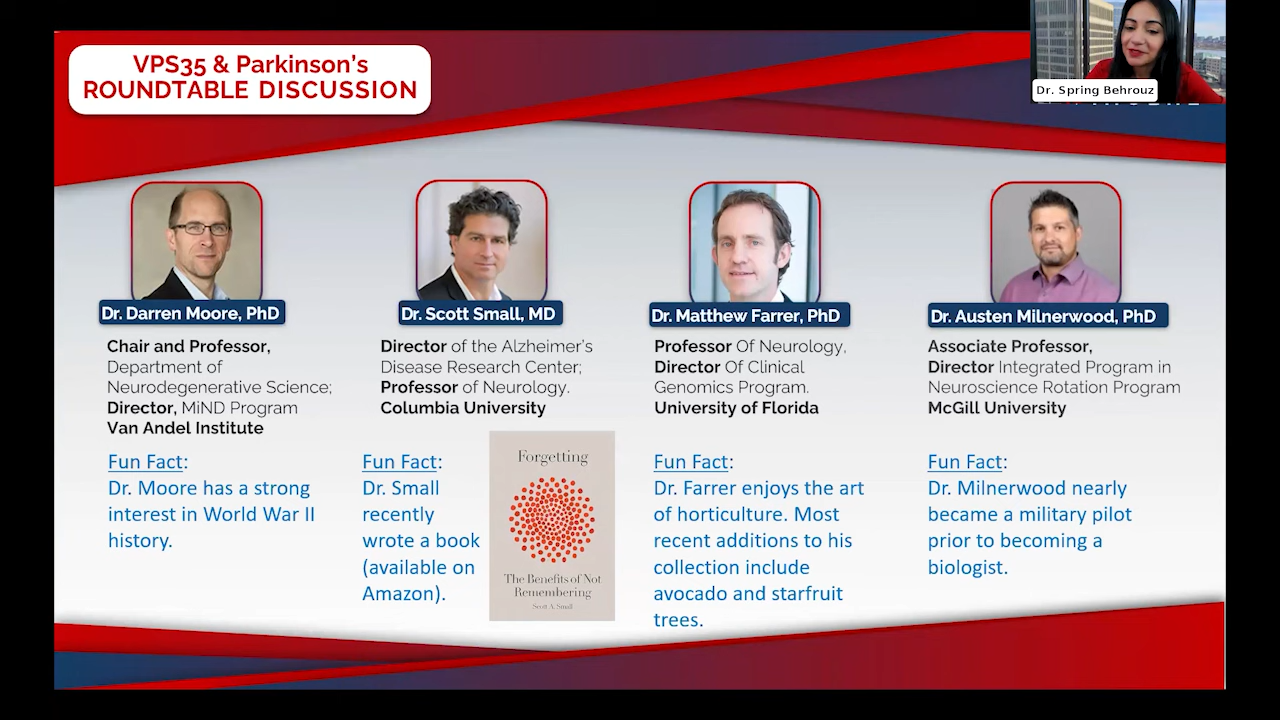 VPS35 & Parkinson's
ROUNDTABLE DISCUSSION
Dr. Spring Behrouz
Dr. Darren Moore, PhD
Chair and Professor,
Department of
Neurodegenerative Science;
Director, MiND Program
Van Andel Institute
Fun Fact:
Dr. Moore has a strong
interest in World War II
history.
Dr. Scott Small, MD
Director of the Alzheimer's
Disease Research Center;
Professor of Neurology.
Columbia University
Fun Fact:
Dr. Small
recently
wrote a book
(available on
Amazon).
Forgetting
The Benefits of Not
Remembering
Scott A. Small
Dr. Matthew Farrer, PhD
Professor Of Neurology,
Director Of Clinical
Genomics Program.
University of Florida
Fun Fact:
Dr. Farrer enjoys the art
of horticulture. Most
recent additions to his
collection include
avocado and starfruit
trees.
Dr. Austen Milnerwood, PhD
Associate Professor,
Director Integrated Program in
Neuroscience Rotation Program
McGill University
Fun Fact:
Dr. Milnerwood nearly
became a military pilot
prior to becoming a
biologist.